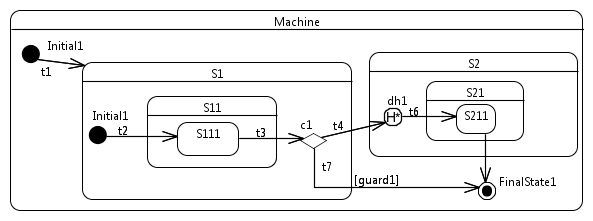 Machine
Initial1
t1
S1
S2
S11
S21
Initial1
t2
S111
t3
c1
t4
dh1
H*
t6
S211
t7
[guard1]
FinalState1